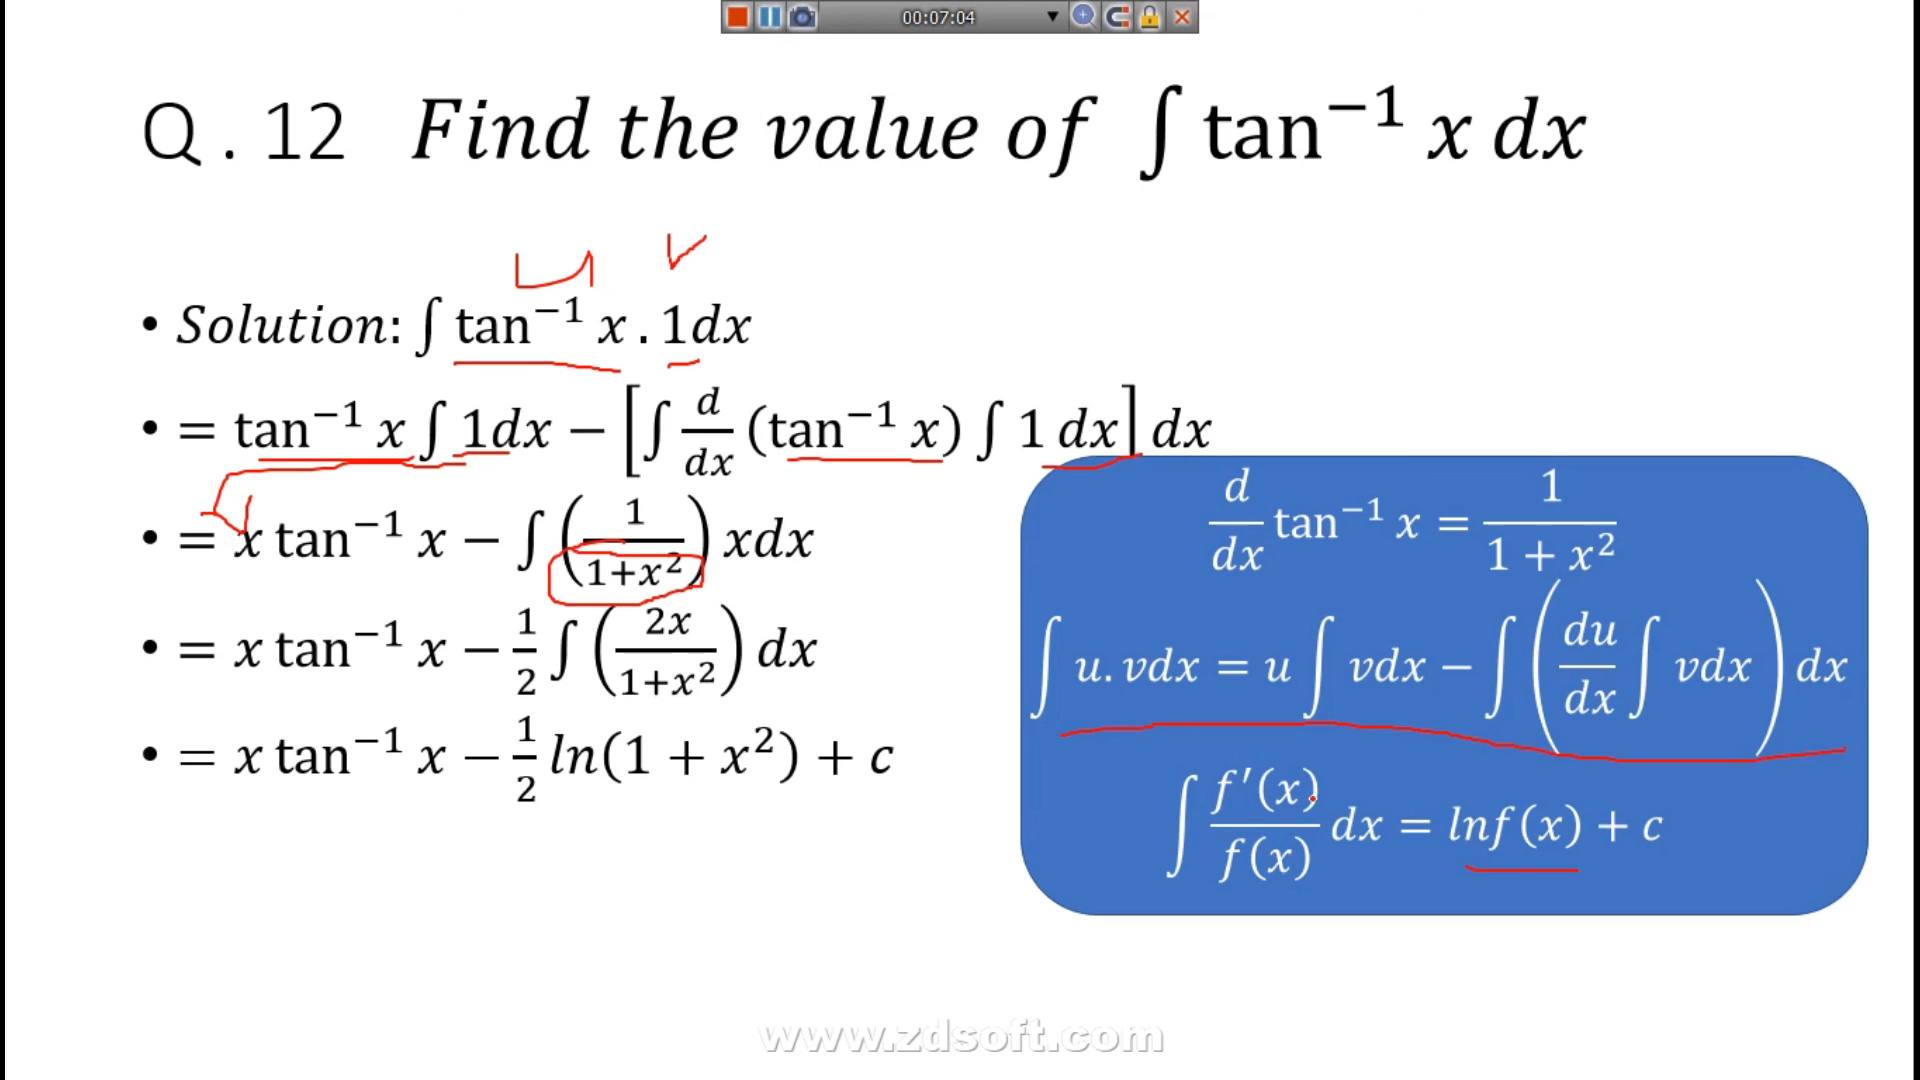 00:07:04
Q . 12 Find the value of ∫ tan⁻¹ x dx
• Solution: ∫ tan⁻¹ x . 1dx
• = tan⁻¹ x ∫ 1dx − [∫ d/dx (tan⁻¹ x) ∫ 1 dx] dx
• = x tan⁻¹ x − ∫ (1/(1+x²)) xdx
• = x tan⁻¹ x − 1/2 ∫ (2x/(1+x²)) dx
• = x tan⁻¹ x − 1/2 ln(1 + x²) + c
d/dx tan⁻¹ x = 1/(1 + x²)
∫ u. vdx = u ∫ vdx − ∫ (du/dx ∫ vdx) dx
∫ f′(x)/f(x) dx = lnf(x) + c
www.zdsoft.com